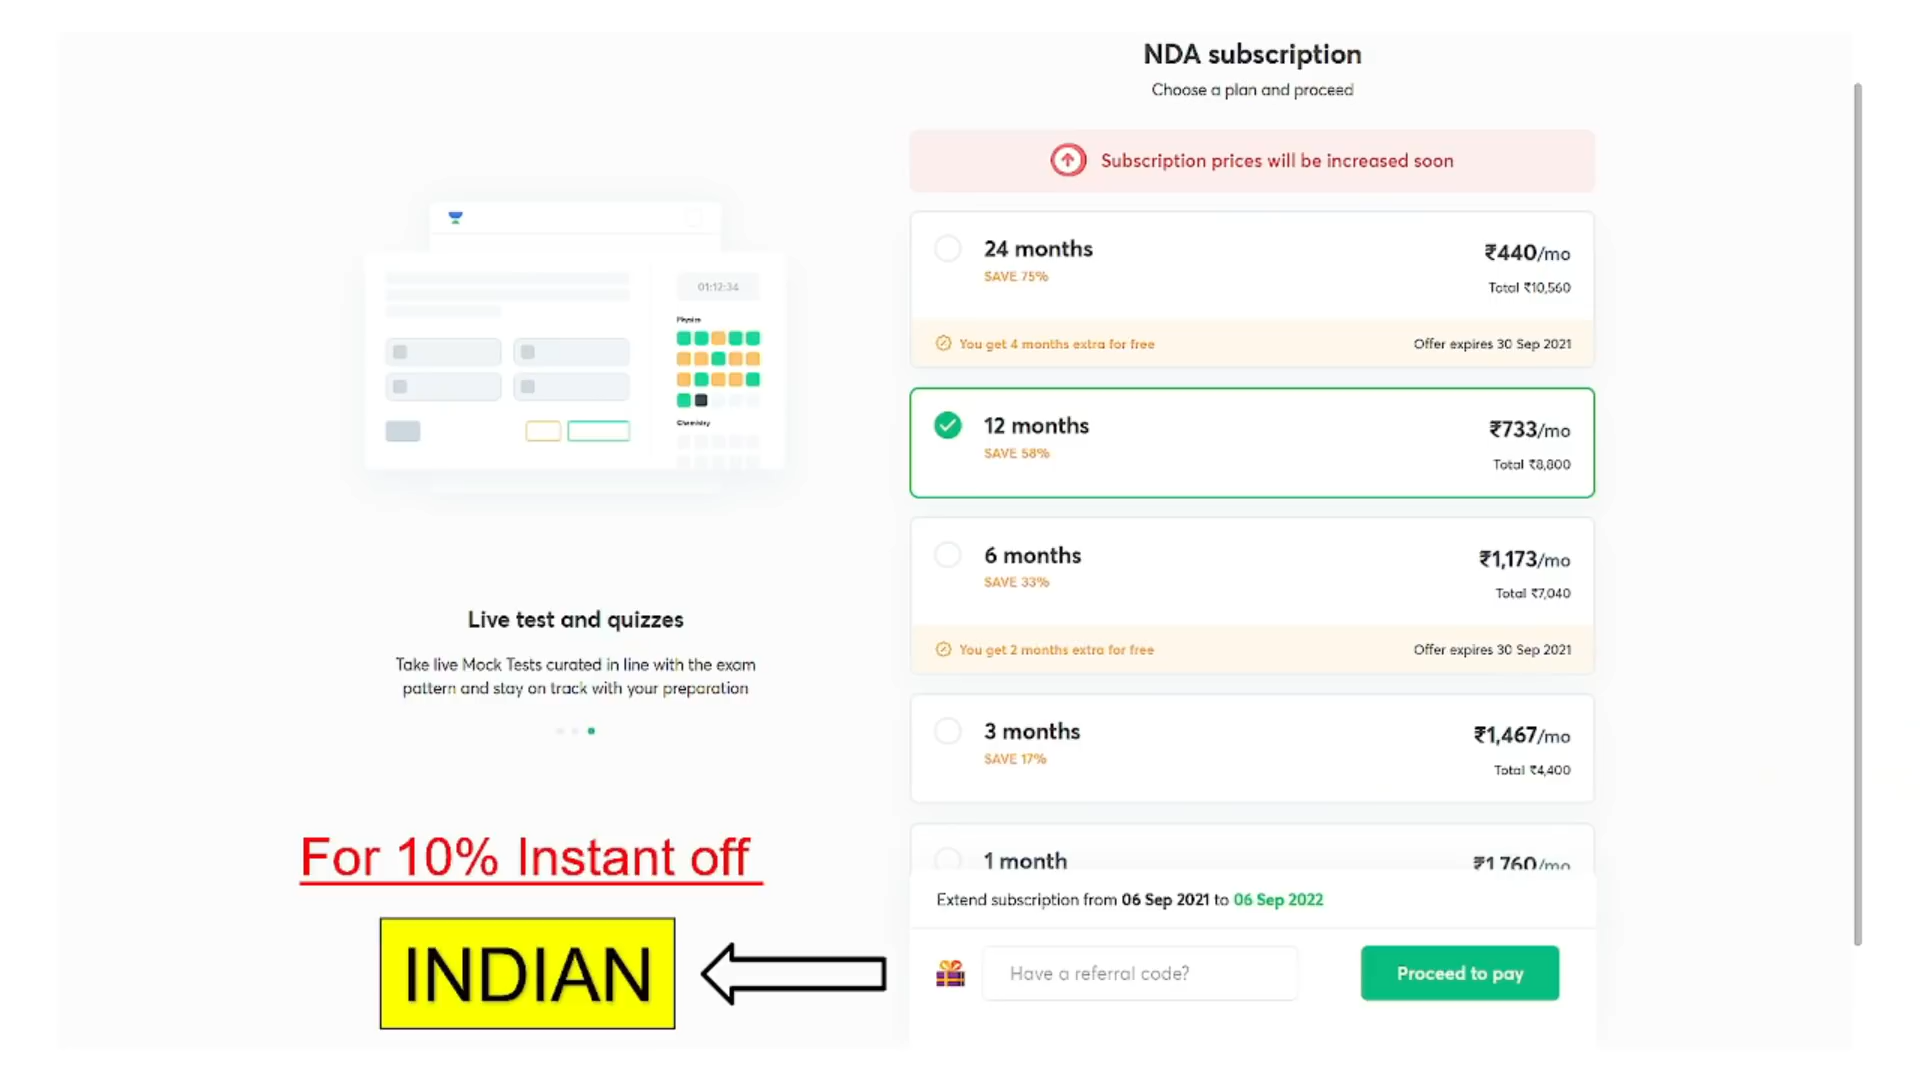 NDA subscription
Choose a plan and proceed
Subscription prices will be increased soon
24 months
SAVE 75%
₹440/mo
Total ₹10,560
You get 4 months extra for free
Offer expires 30 Sep 2021
12 months
SAVE 58%
₹733/mo
Total ₹8,800
6 months
SAVE 33%
₹1,173/mo
Total ₹7,040
You get 2 months extra for free
Offer expires 30 Sep 2021
3 months
SAVE 17%
₹1,467/mo
Total ₹4,400
1 month
₹1,760/mo
Extend subscription from 06 Sep 2021 to 06 Sep 2022
Have a referral code?
Proceed to pay
01:12:34
Physics
Chemistry
Live test and quizzes
Take live Mock Tests curated in line with the exam
pattern and stay on track with your preparation
For 10% Instant off
INDIAN